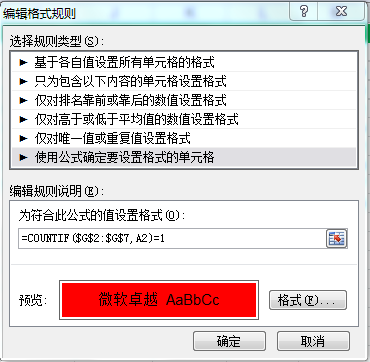 编辑格式规则
选择规则类型(S):
► 基于各自值设置所有单元格的格式
► 只为包含以下内容的单元格设置格式
► 仅对排名靠前或靠后的数值设置格式
► 仅对高于或低于平均值的数值设置格式
► 仅对唯一值或重复值设置格式
► 使用公式确定要设置格式的单元格
编辑规则说明(E):
为符合此公式的值设置格式(O):
=COUNTIF($G$2:$G$7,A2)=1
预览:
微软卓越 AaBbCc
格式(F)...
确定
取消